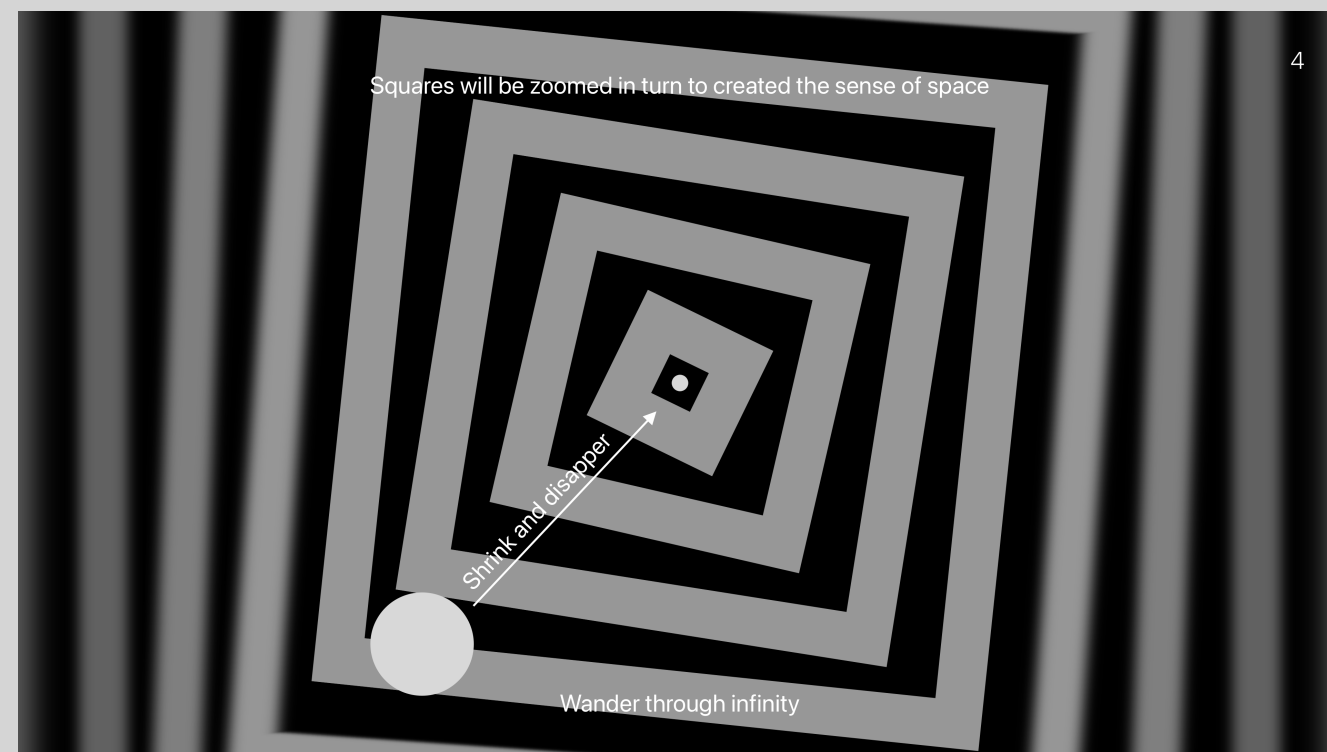 4
Squares will be zoomed in turn to created the sense of space
Shrink and disapper
Wander through infinity